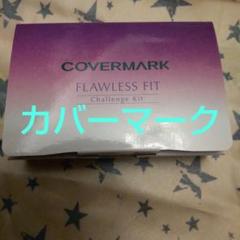 COVERMARK
FLAWLESS FIT
Challenge Kit
カバーマーク